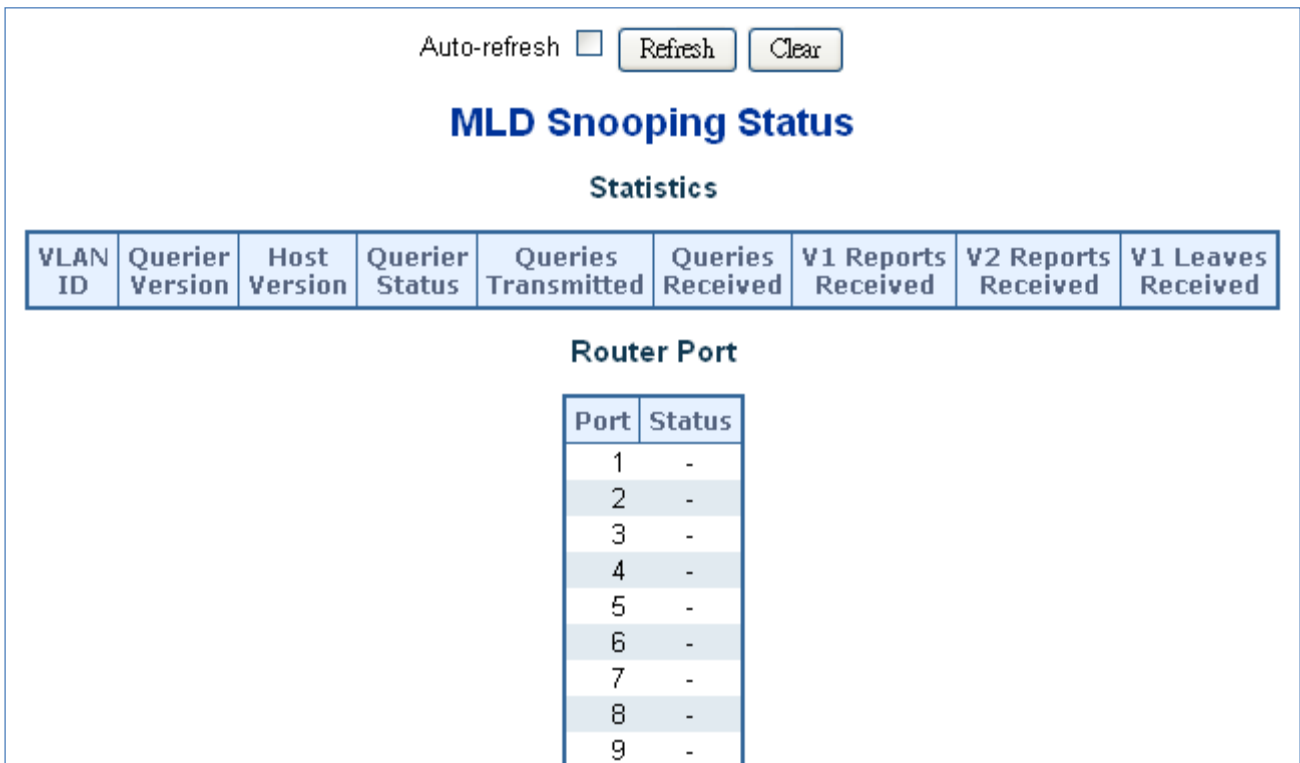 Auto-refresh Refresh Clear
MLD Snooping Status
Statistics
VLAN ID Querier Version Host Version Querier Status Queries Transmitted Queries Received V1 Reports Received V2 Reports Received V1 Leaves Received
Router Port
Port Status
1 -
2 -
3 -
4 -
5 -
6 -
7 -
8 -
9 -